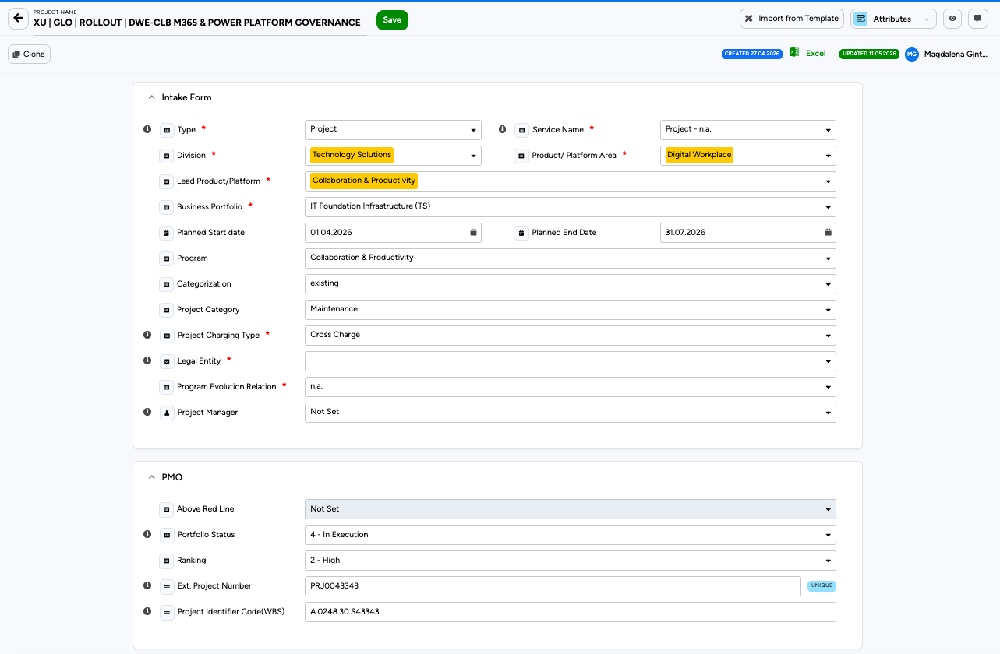 PROJECT NAME
XU | GLO | ROLLOUT | DWE-CLB M365 & POWER PLATFORM GOVERNANCE
Save
Import from Template
Attributes
Clone
CREATED 27.04.2026
Excel
UPDATED 11.05.2026
MG
Magdalena Gint...
Intake Form
Type * Project
Service Name * Project - n.a.
Division * Technology Solutions
Product/ Platform Area * Digital Workplace
Lead Product/Platform * Collaboration & Productivity
Business Portfolio * IT Foundation Infrastructure (TS)
Planned Start date 01.04.2026
Planned End Date 31.07.2026
Program Collaboration & Productivity
Categorization existing
Project Category Maintenance
Project Charging Type * Cross Charge
Legal Entity *
Program Evolution Relation * n.a.
Project Manager Not Set
PMO
Above Red Line Not Set
Portfolio Status 4 - In Execution
Ranking 2 - High
Ext. Project Number PRJ0043343 UNIQUE
Project Identifier Code(WBS) A.0248.30.S43343